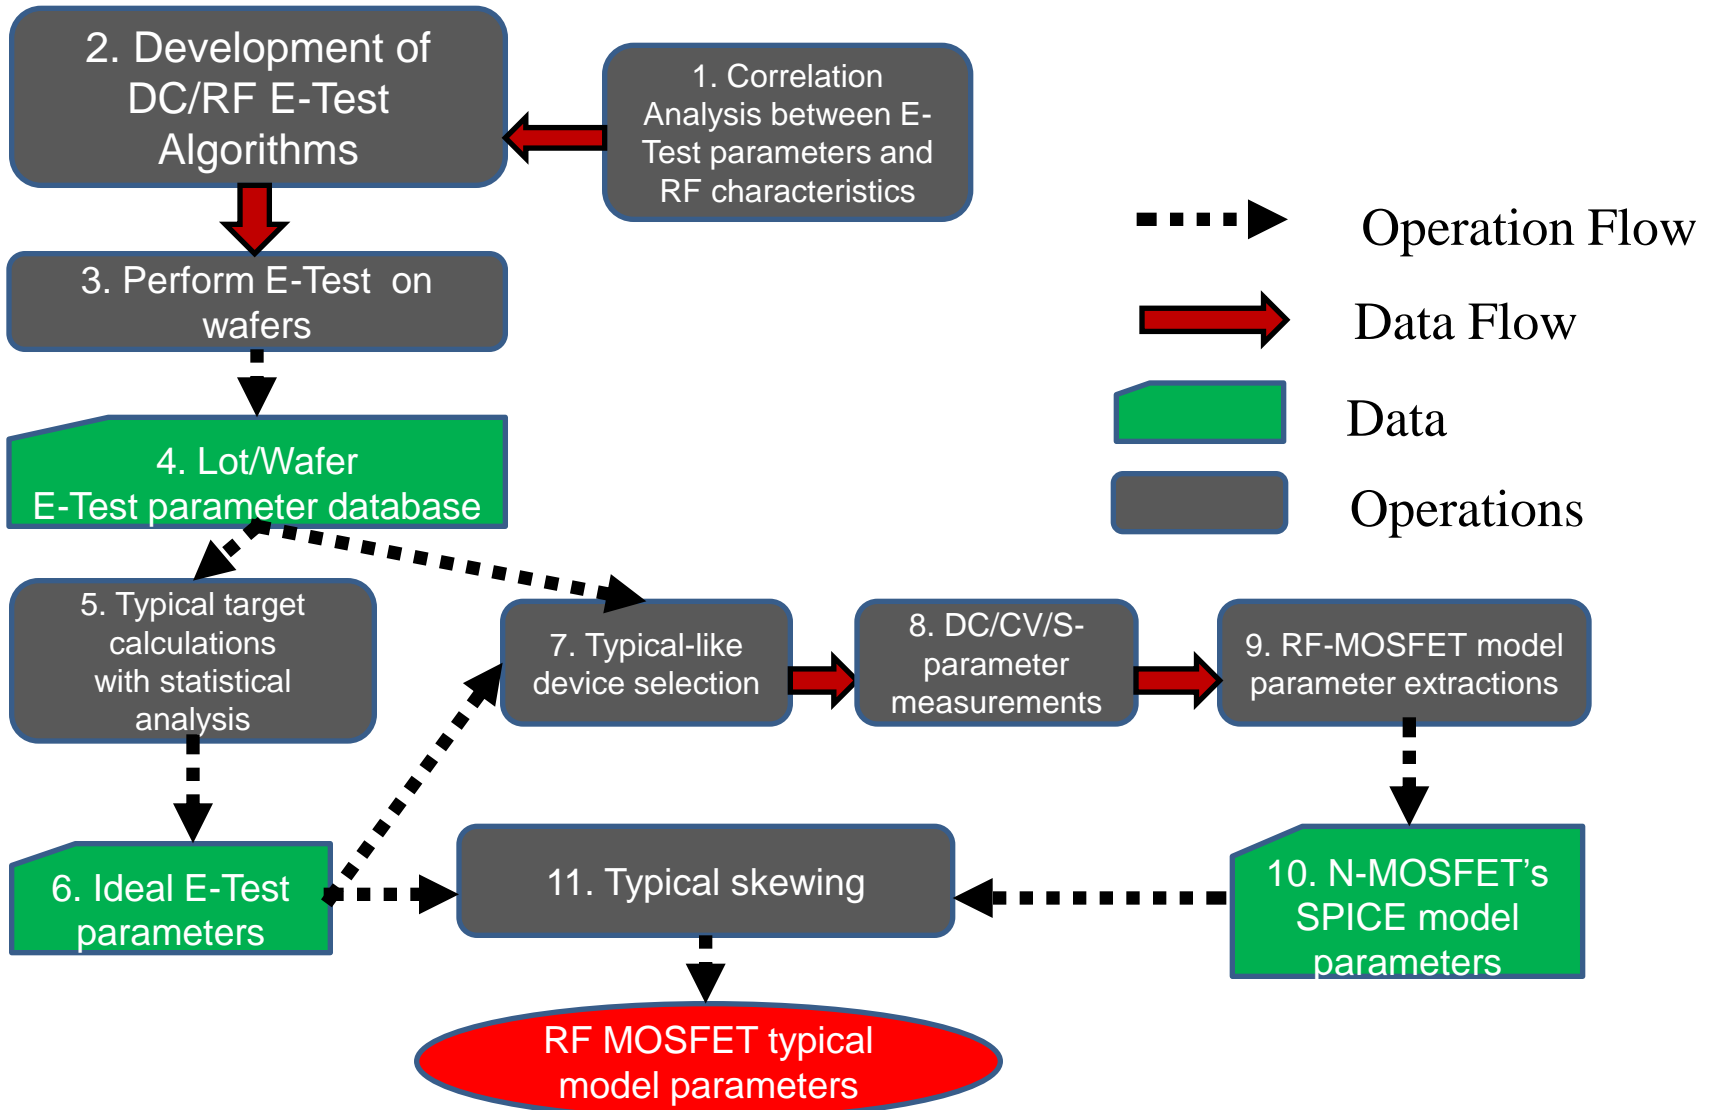 2. Development of
DC/RF E-Test
Algorithms
1. Correlation
Analysis between E-
Test parameters and
RF characteristics
3. Perform E-Test on
wafers
4. Lot/Wafer
E-Test parameter database
5. Typical target
calculations
with statistical
analysis
6. Ideal E-Test
parameters
7. Typical-like
device selection
8. DC/CV/S-
parameter
measurements
9. RF-MOSFET model
parameter extractions
10. N-MOSFET's
SPICE model
parameters
11. Typical skewing
RF MOSFET typical
model parameters
Operation Flow
Data Flow
Data
Operations